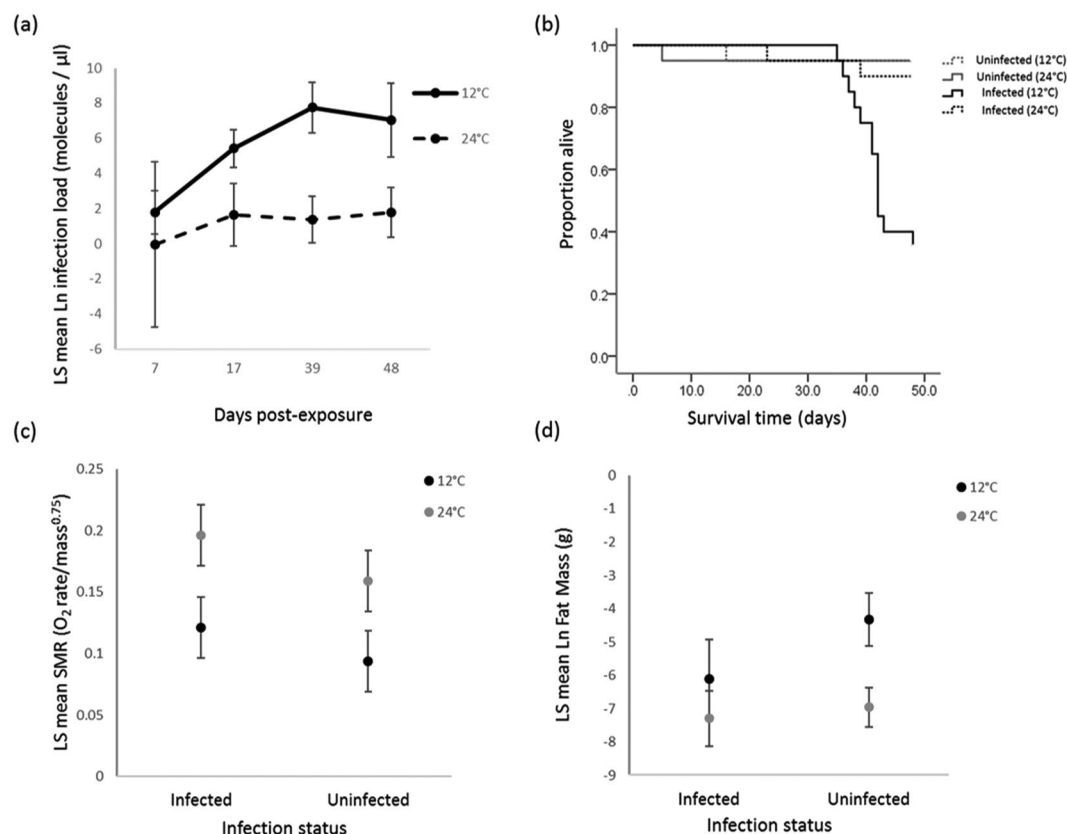 (a)
LS mean Ln infection load (molecules / µl)
10
8
6
4
2
0
-2
-4
-6
7 17 39 48
Days post-exposure
12°C
24°C
(b)
Proportion alive
1.0
0.8
0.6
0.4
0.2
0.0
.0 10.0 20.0 30.0 40.0 50.0
Survival time (days)
Uninfected (12°C)
Uninfected (24°C)
Infected (12°C)
Infected (24°C)
(c)
LS mean SMR (O₂ rate/mass⁰·⁷⁵)
0.25
0.2
0.15
0.1
0.05
0
Infected Uninfected
Infection status
12°C
24°C
(d)
LS mean Ln Fat Mass (g)
0
-1
-2
-3
-4
-5
-6
-7
-8
-9
Infected Uninfected
Infection status
12°C
24°C